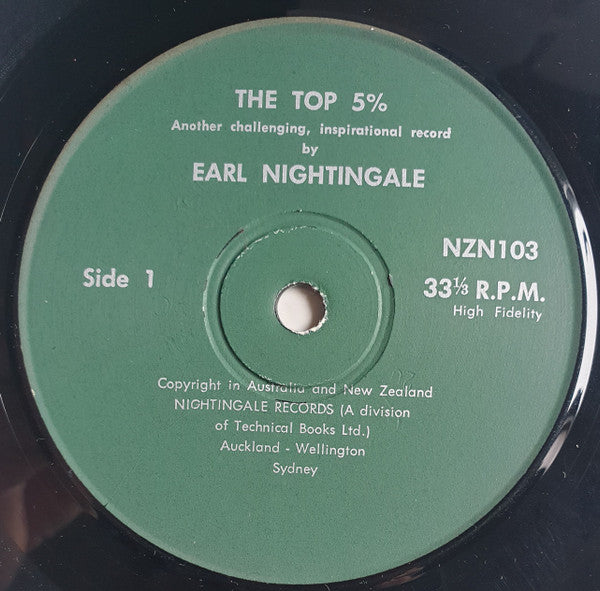 THE TOP 5%
Another challenging, inspirational record
by
EARL NIGHTINGALE
NZN103
Side 1
33⅓ R.P.M.
High Fidelity
Copyright in Australia and New Zealand
NIGHTINGALE RECORDS (A division
of Technical Books Ltd.)
Auckland - Wellington
Sydney